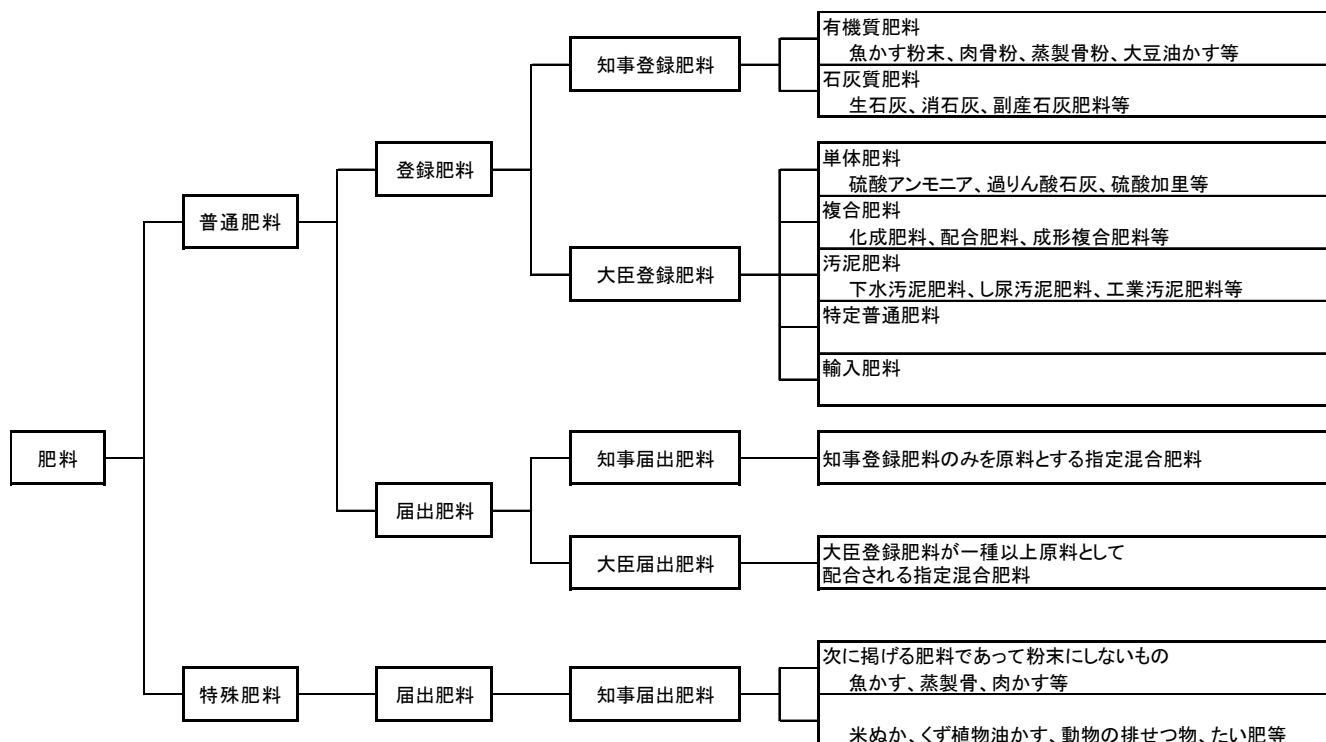 有機質肥料
魚かす粉末、肉骨粉、蒸製骨粉、大豆油かす等
知事登録肥料
石灰質肥料
生石灰、消石灰、副産石灰肥料等
単体肥料
登録肥料
硫酸アンモニア、過りん酸石灰、硫酸加里等
複合肥料
普通肥料
化成肥料、配合肥料、成形複合肥料等
汚泥肥料
大臣登録肥料
下水汚泥肥料、し尿汚泥肥料、工業汚泥肥料等
特定普通肥料
輸入肥料
肥料
知事届出肥料
知事登録肥料のみを原料とする指定混合肥料
届出肥料
大臣届出肥料
大臣登録肥料が一種以上原料として
配合される指定混合肥料
次に掲げる肥料であって粉末にしないもの
魚かす、蒸製骨、肉かす等
特殊肥料
届出肥料
知事届出肥料
米ぬか、くず植物油かす、動物の排せつ物、たい肥等